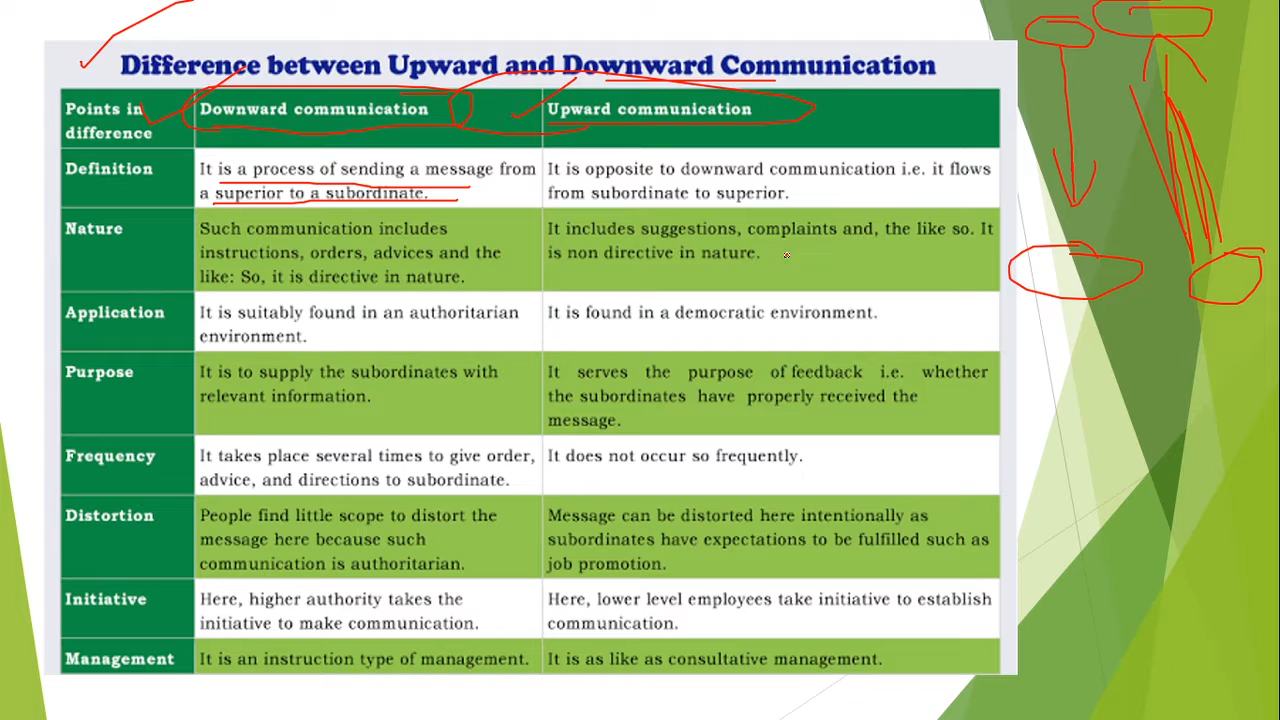 Difference between Upward and Downward Communication
Points in difference
Downward communication
Upward communication
Definition
It is a process of sending a message from
a superior to a subordinate.
It is opposite to downward communication i.e. it flows
from subordinate to superior.
Nature
Such communication includes
instructions, orders, advices and the
like: So, it is directive in nature.
It includes suggestions, complaints and, the like so. It
is non directive in nature.
Application
It is suitably found in an authoritarian
environment.
It is found in a democratic environment.
Purpose
It is to supply the subordinates with
relevant information.
It serves the purpose of feedback i.e. whether
the subordinates have properly received the
message.
Frequency
It takes place several times to give order,
advice, and directions to subordinate.
It does not occur so frequently.
Distortion
People find little scope to distort the
message here because such
communication is authoritarian.
Message can be distorted here intentionally as
subordinates have expectations to be fulfilled such as
job promotion.
Initiative
Here, higher authority takes the
initiative to make communication.
Here, lower level employees take initiative to establish
communication.
Management
It is an instruction type of management.
It is as like as consultative management.